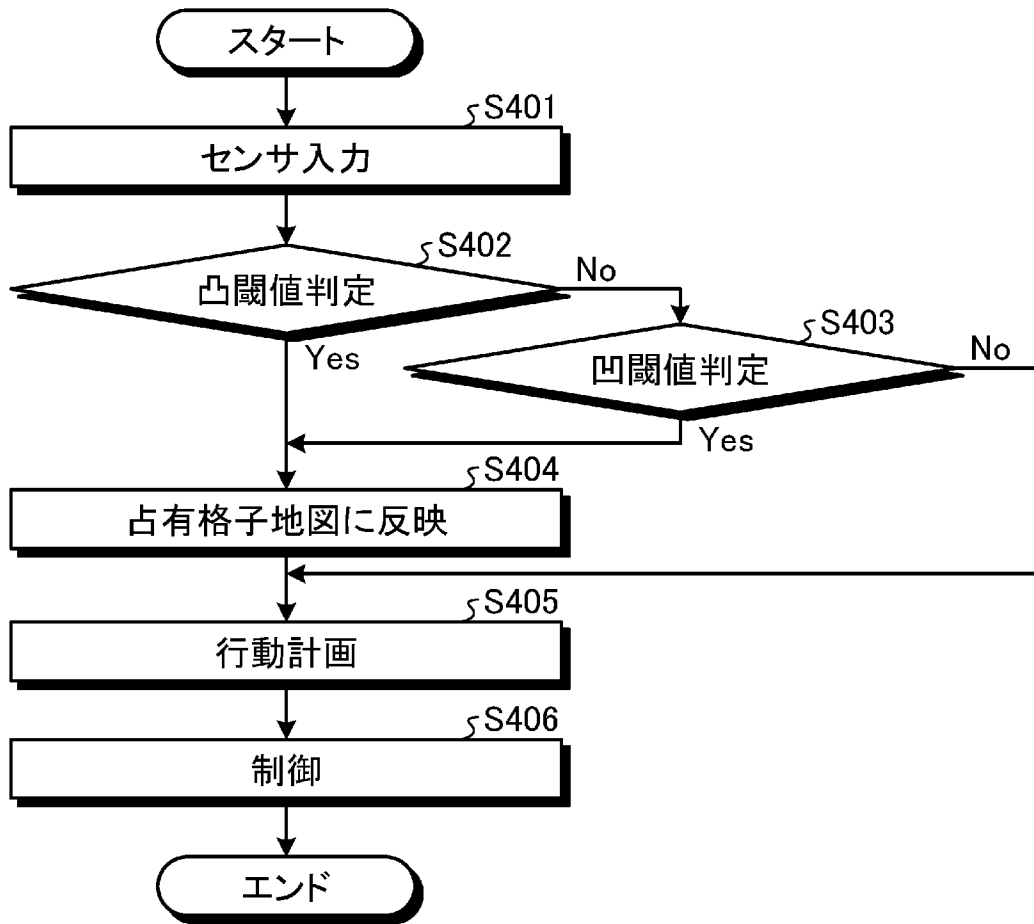 スタート
S401
センサ入力
S402
凸閾値判定
No
Yes
S403
凹閾値判定
No
Yes
S404
占有格子地図に反映
S405
行動計画
S406
制御
エンド